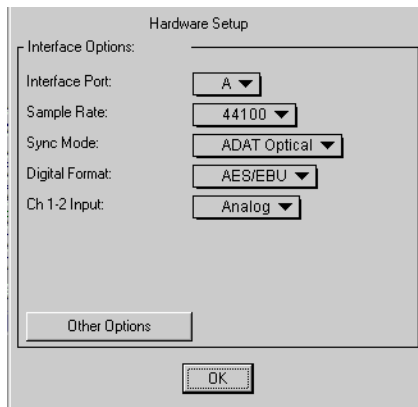 Hardware Setup
Interface Options:
Interface Port: A
Sample Rate: 44100
Sync Mode: ADAT Optical
Digital Format: AES/EBU
Ch 1-2 Input: Analog
Other Options
OK